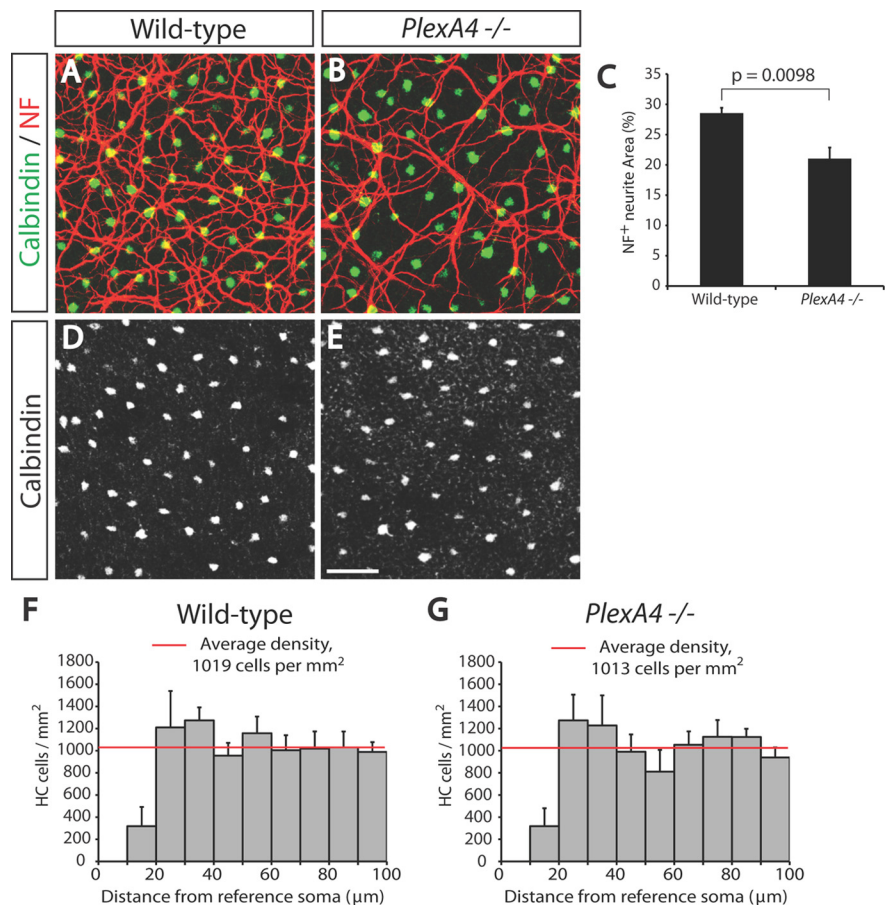 Wild-type
PlexA4 -/-
Calbindin / NF
A
B
C
p = 0.0098
NF+ neurite Area (%)
35
30
25
20
15
10
5
0
Wild-type
PlexA4 -/-
Calbindin
D
E
F
Wild-type
Average density,
1019 cells per mm2
HC cells / mm2
1800
1600
1400
1200
1000
800
600
400
200
0
0 20 40 60 80 100
Distance from reference soma (μm)
G
PlexA4 -/-
Average density,
1013 cells per mm2
HC cells / mm2
1800
1600
1400
1200
1000
800
600
400
200
0
0 20 40 60 80 100
Distance from reference soma (μm)